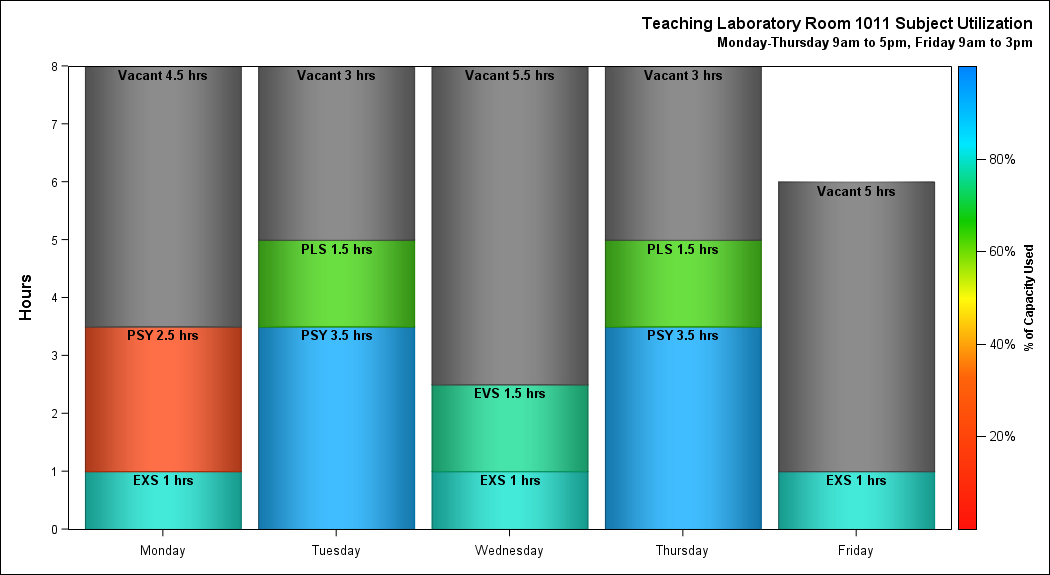 Teaching Laboratory Room 1011 Subject Utilization
Monday-Thursday 9am to 5pm, Friday 9am to 3pm
Hours
8
7
6
5
4
3
2
1
0
Vacant 4.5 hrs
PSY 2.5 hrs
EXS 1 hrs
Vacant 3 hrs
PLS 1.5 hrs
PSY 3.5 hrs
Vacant 5.5 hrs
EVS 1.5 hrs
EXS 1 hrs
Vacant 3 hrs
PLS 1.5 hrs
PSY 3.5 hrs
Vacant 5 hrs
EXS 1 hrs
Monday
Tuesday
Wednesday
Thursday
Friday
80%
60%
40%
20%
% of Capacity Used